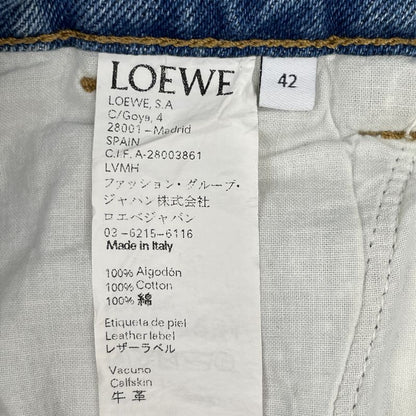 LOEWE
42
LOEWE, S.A
C/Goya, 4
28001-Madrid
SPAIN
C.I.F. A-28003861
LVMH
ファッション・グループ・
ジャパン株式会社
ロエベジャパン
03-6215-6116
Made in Italy
100% Algodón
100% Cotton
100% 綿
Etiqueta de piel
Leather label
レザーラベル
Vacuno
Calfskin
牛革